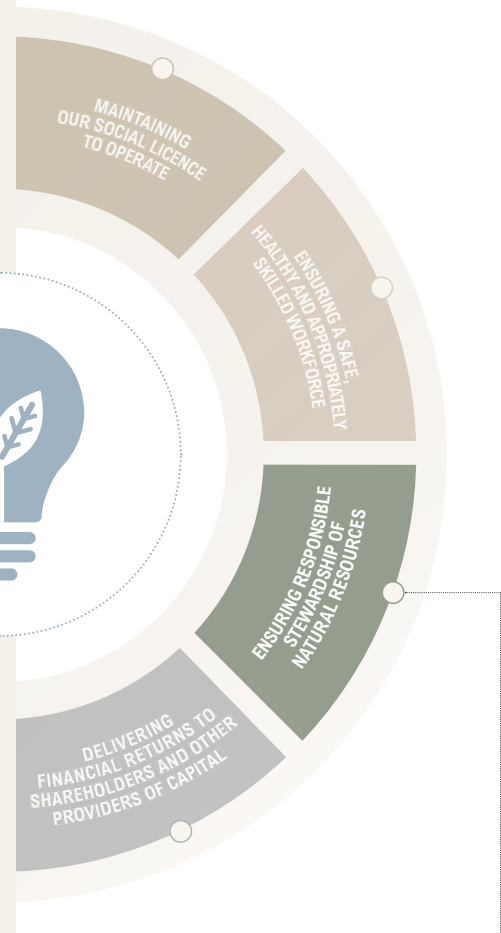 MAINTAINING
OUR SOCIAL LICENCE
TO OPERATE
ENSURING A SAFE,
HEALTHY AND APPROPRIATELY
SKILLED WORKFORCE
ENSURING RESPONSIBLE
STEWARDSHIP OF
NATURAL RESOURCES
DELIVERING
FINANCIAL RETURNS TO
SHAREHOLDERS AND OTHER
PROVIDERS OF CAPITAL